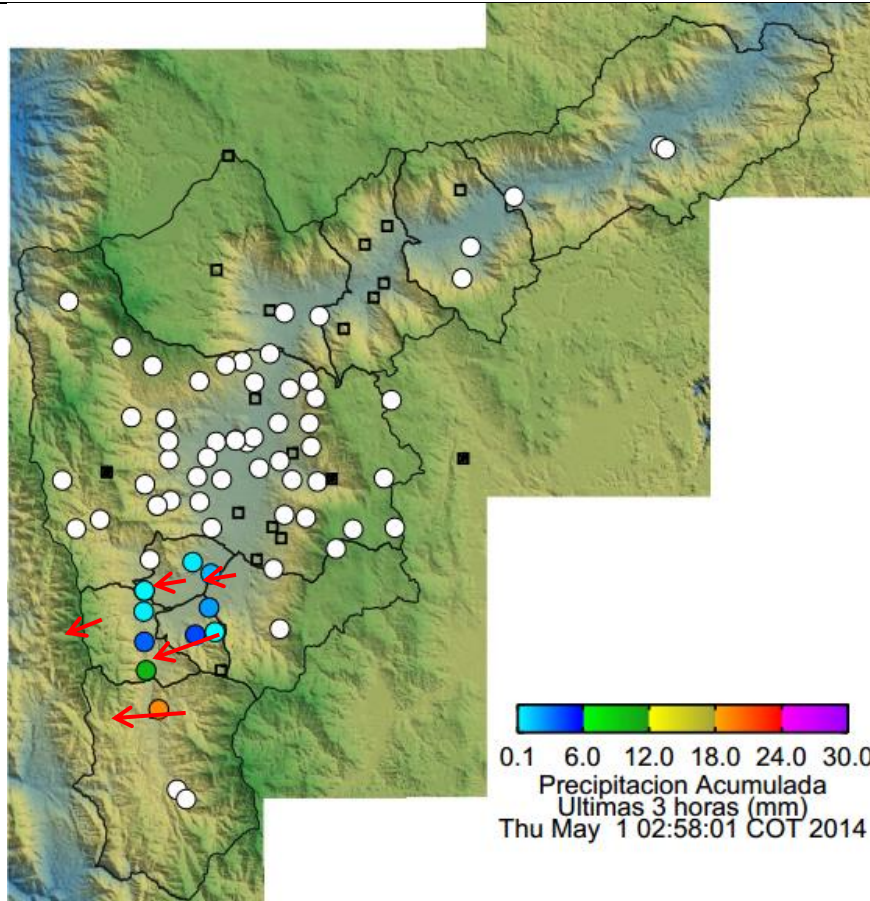 0.1 6.0 12.0 18.0 24.0 30.0
Precipitacion Acumulada
Ultimas 3 horas (mm)
Thu May 1 02:58:01 COT 2014